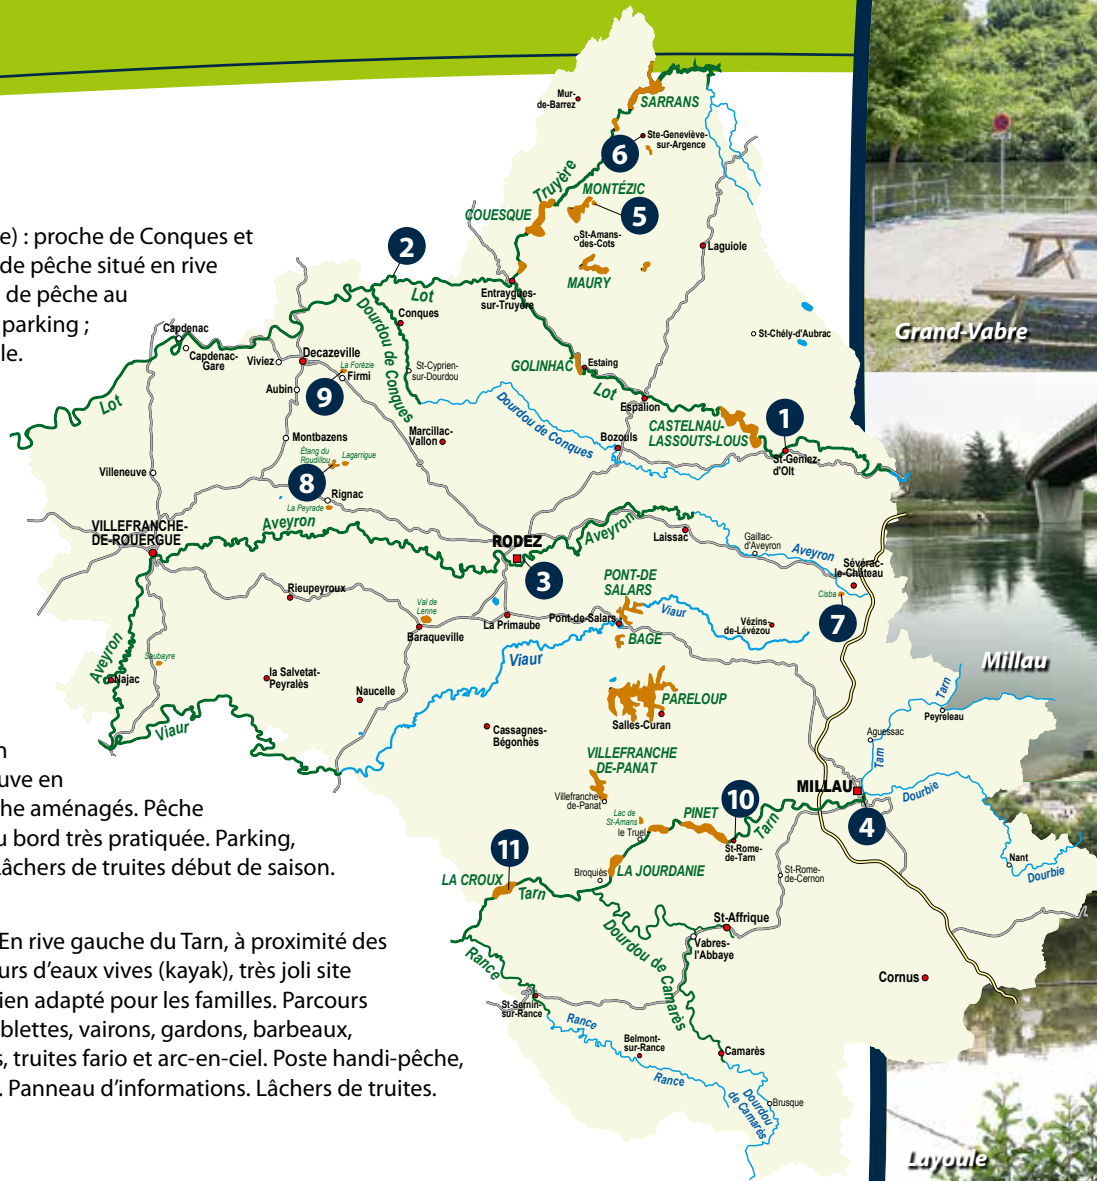 e) : proche de Conques et
de pêche situé en rive
de pêche au
parking ;
le.
n
uve en
he aménagés. Pêche
u bord très pratiquée. Parking,
Lâchers de truites début de saison.
En rive gauche du Tarn, à proximité des
urs d'eaux vives (kayak), très joli site
ien adapté pour les familles. Parcours
blettes, vairons, gardons, barbeaux,
s, truites fario et arc-en-ciel. Poste handi-pêche,
. Panneau d'informations. Lâchers de truites.
Mur-
de-Barrez
SARRANS
Ste-Geneviève-
sur-Argence
6
Truyère
MONTÉZIC
5
COUESQUE
St-Amans-
des-Cots
Laguiole
2
MAURY
Lot
Entraygues-
sur-Truyère
Conques
Dourdou de Conques
St-Chély-d'Aubrac
Capdenac
Capdenac-
Gare
Viviez
Decazeville
La Forézie
Firmi
Aubin
9
St-Cyprien-
sur-Dourdou
GOLINHAC
Estaing
Lot
Lot
Espalion
Dourdou de Conques
CASTELNAU-
LASSOUTS-LOUS
1
St-Geniez-
d'Olt
Bozouls
Marcillac-
Vallon
Montbazens
Étang du
Roudillou
Lagarrigue
Villeneuve
8
Rignac
La Peyrade
VILLEFRANCHE-
DE-ROUERGUE
Aveyron
RODEZ
3
Aveyron
Laissac
Gaillac-
d'Aveyron
Aveyron
Sévérac-
le-Château
Cisba
7
Rieupeyroux
Val de
Lenne
Baraqueville
La Primaube
PONT-DE
SALARS
Pont-de-Salars
Viaur
Vézins-
de-Lévézou
BAGE
Viaur
Aveyron
Saubayre
Najac
la Salvetat-
Peyralès
Naucelle
Viaur
PARELOUP
Salles-Curan
Cassagnes-
Bégonhès
VILLEFRANCHE
DE-PANAT
Villefranche-
de-Panat
Tarn
Peyreleau
Aguessac
Tarn
MILLAU
Dourbie
4
PINET
10
Tarn
Lac de
St-Amans
le Truel
St-Rome-
de-Tarn
St-Rome-
de-Cernon
Nant
Dourbie
11
Broquiès
LA JOURDANIE
LA CROUX
Tarn
St-Affrique
Vabres-
l'Abbaye
Dourdou de Camarès
Rance
Cornus
St-Sernin-
sur-Rance
Rance
Belmont-
sur-Rance
Camarès
Rance
Dourdou
de Camarès
Brusque
Grand-Vabre
Millau
Layoule